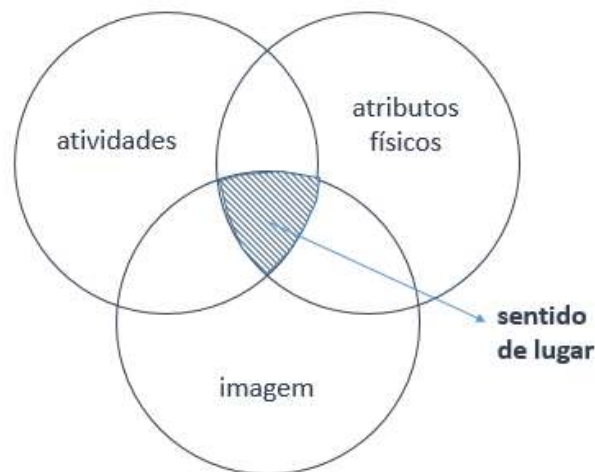 atividades
atributos
físicos
sentido
de lugar
imagem